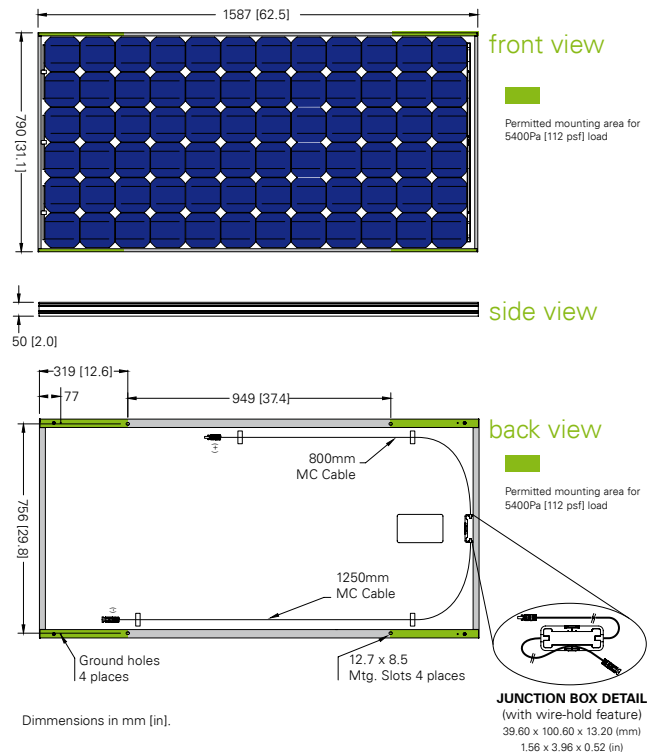 1587 [62.5]
front view
790 [31.1]
Permitted mounting area for
5400Pa [112 psf] load
side view
50 [2.0]
319 [12.6]
77
949 [37.4]
back view
(+)
800mm
MC Cable
Permitted mounting area for
5400Pa [112 psf] load
756 [29.8]
1250mm
MC Cable
(-)
Ground holes
4 places
12.7 x 8.5
Mtg. Slots 4 places
JUNCTION BOX DETAIL
(with wire-hold feature)
39.60 x 100.60 x 13.20 (mm)
1.56 x 3.96 x 0.52 (in)
Dimmensions in mm [in].